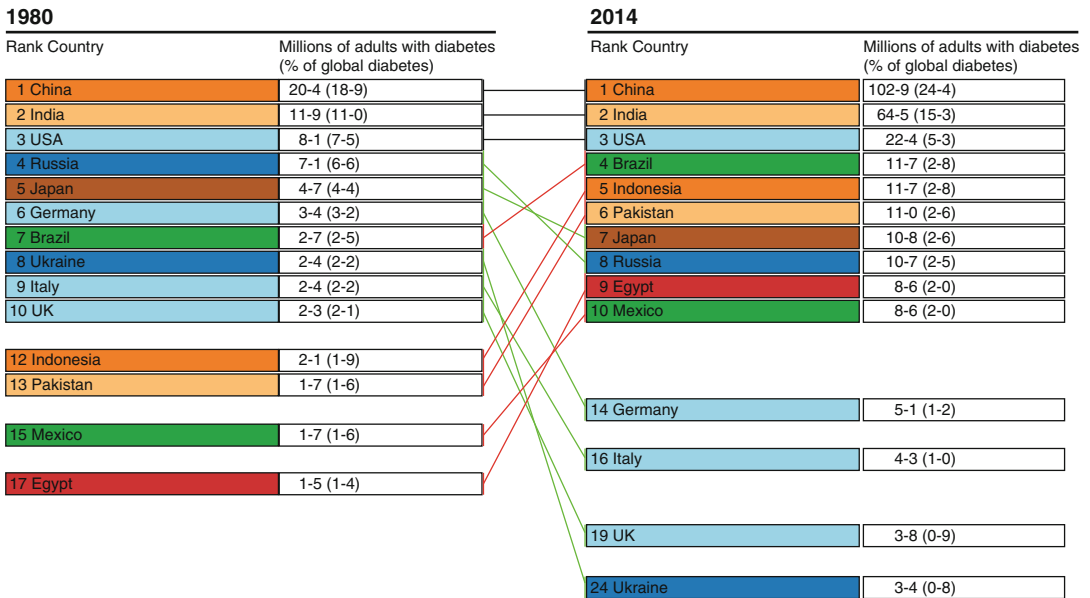 1980
Rank Country Millions of adults with diabetes
(% of global diabetes)
1 China 20-4 (18-9)
2 India 11-9 (11-0)
3 USA 8-1 (7-5)
4 Russia 7-1 (6-6)
5 Japan 4-7 (4-4)
6 Germany 3-4 (3-2)
7 Brazil 2-7 (2-5)
8 Ukraine 2-4 (2-2)
9 Italy 2-4 (2-2)
10 UK 2-3 (2-1)
12 Indonesia 2-1 (1-9)
13 Pakistan 1-7 (1-6)
15 Mexico 1-7 (1-6)
17 Egypt 1-5 (1-4)
2014
Rank Country Millions of adults with diabetes
(% of global diabetes)
1 China 102-9 (24-4)
2 India 64-5 (15-3)
3 USA 22-4 (5-3)
4 Brazil 11-7 (2-8)
5 Indonesia 11-7 (2-8)
6 Pakistan 11-0 (2-6)
7 Japan 10-8 (2-6)
8 Russia 10-7 (2-5)
9 Egypt 8-6 (2-0)
10 Mexico 8-6 (2-0)
14 Germany 5-1 (1-2)
16 Italy 4-3 (1-0)
19 UK 3-8 (0-9)
24 Ukraine 3-4 (0-8)